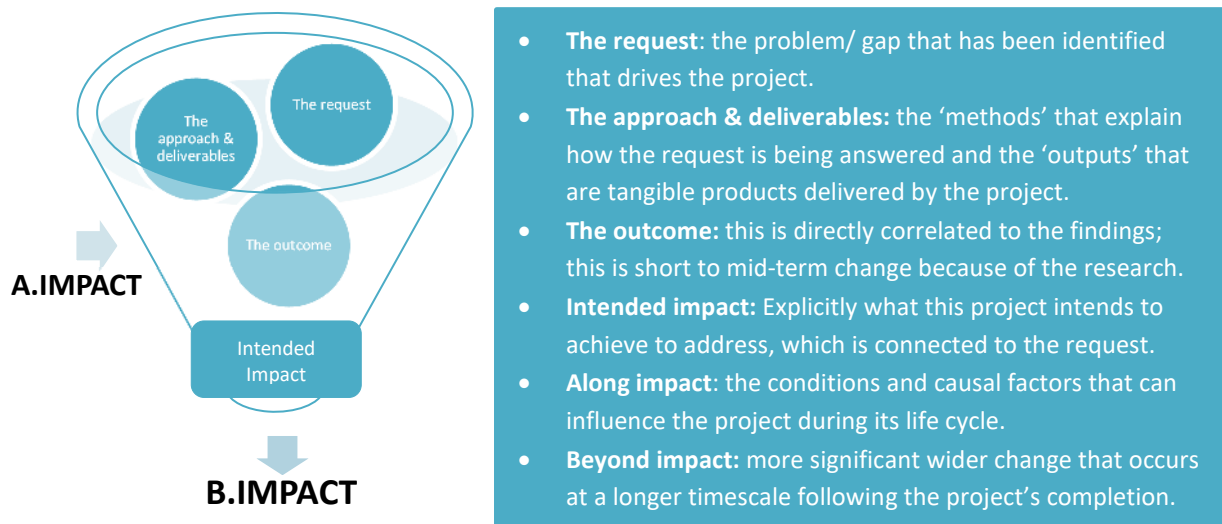 The request
The
approach &
deliverables
The outcome
A.IMPACT
Intended
Impact
B.IMPACT
• The request: the problem/ gap that has been identified
that drives the project.
• The approach & deliverables: the ‘methods’ that explain
how the request is being answered and the ‘outputs’ that
are tangible products delivered by the project.
• The outcome: this is directly correlated to the findings;
this is short to mid-term change because of the research.
• Intended impact: Explicitly what this project intends to
achieve to address, which is connected to the request.
• Along impact: the conditions and causal factors that can
influence the project during its life cycle.
• Beyond impact: more significant wider change that occurs
at a longer timescale following the project’s completion.